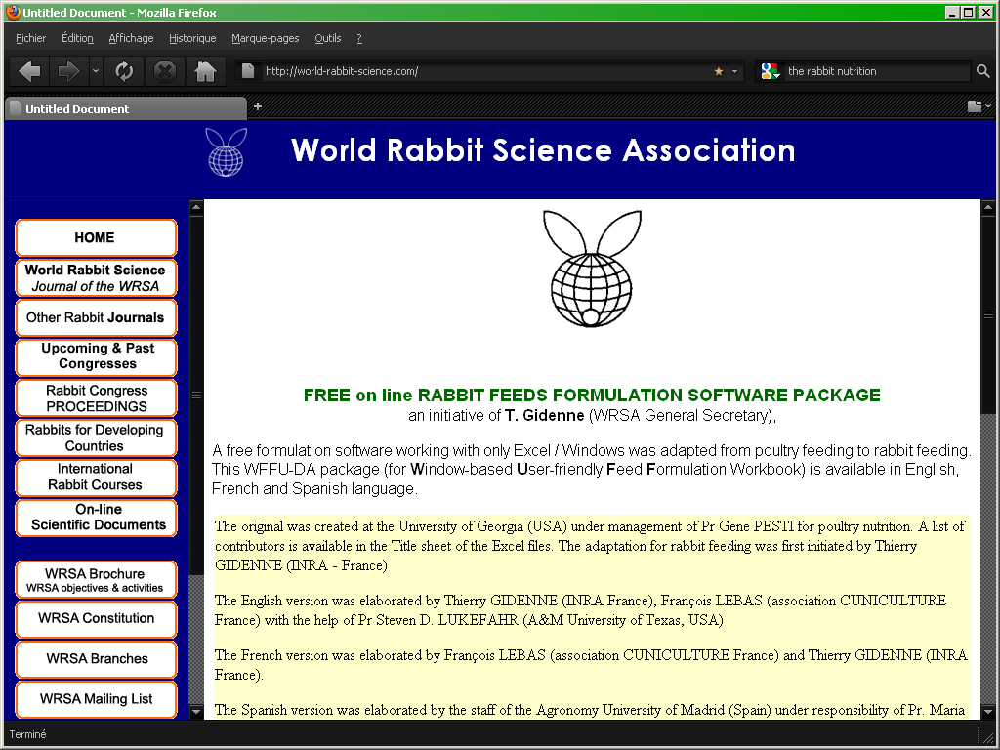 Untitled Document - Mozilla Firefox
Fichier Édition Affichage Historique Marque-pages Outils ?
http://world-rabbit-science.com/ the rabbit nutrition
Untitled Document +
World Rabbit Science Association
HOME
World Rabbit Science
Journal of the WRSA
Other Rabbit Journals
Upcoming & Past
Congresses
Rabbit Congress
PROCEEDINGS
Rabbits for Developing
Countries
International
Rabbit Courses
On-line
Scientific Documents
WRSA Brochure
WRSA objectives & activities
WRSA Constitution
WRSA Branches
WRSA Mailing List
FREE on line RABBIT FEEDS FORMULATION SOFTWARE PACKAGE
an initiative of T. Gidenne (WRSA General Secretary),
A free formulation software working with only Excel / Windows was adapted from poultry feeding to rabbit feeding.
This WFFU-DA package (for Window-based User-friendly Feed Formulation Workbook) is available in English,
French and Spanish language.
The original was created at the University of Georgia (USA) under management of Pr Gene PESTI for poultry nutrition. A list of
contributors is available in the Title sheet of the Excel files. The adaptation for rabbit feeding was first initiated by Thierry
GIDENNE (INRA - France)
The English version was elaborated by Thierry GIDENNE (INRA France), François LEBAS (association CUNICULTURE
France) with the help of Pr Steven D. LUKEFAHR (A&M University of Texas, USA)
The French version was elaborated by François LEBAS (association CUNICULTURE France) and Thierry GIDENNE (INRA
France).
The Spanish version was elaborated by the staff of the Agronomy University of Madrid (Spain) under responsibility of Pr. Maria
Terminé